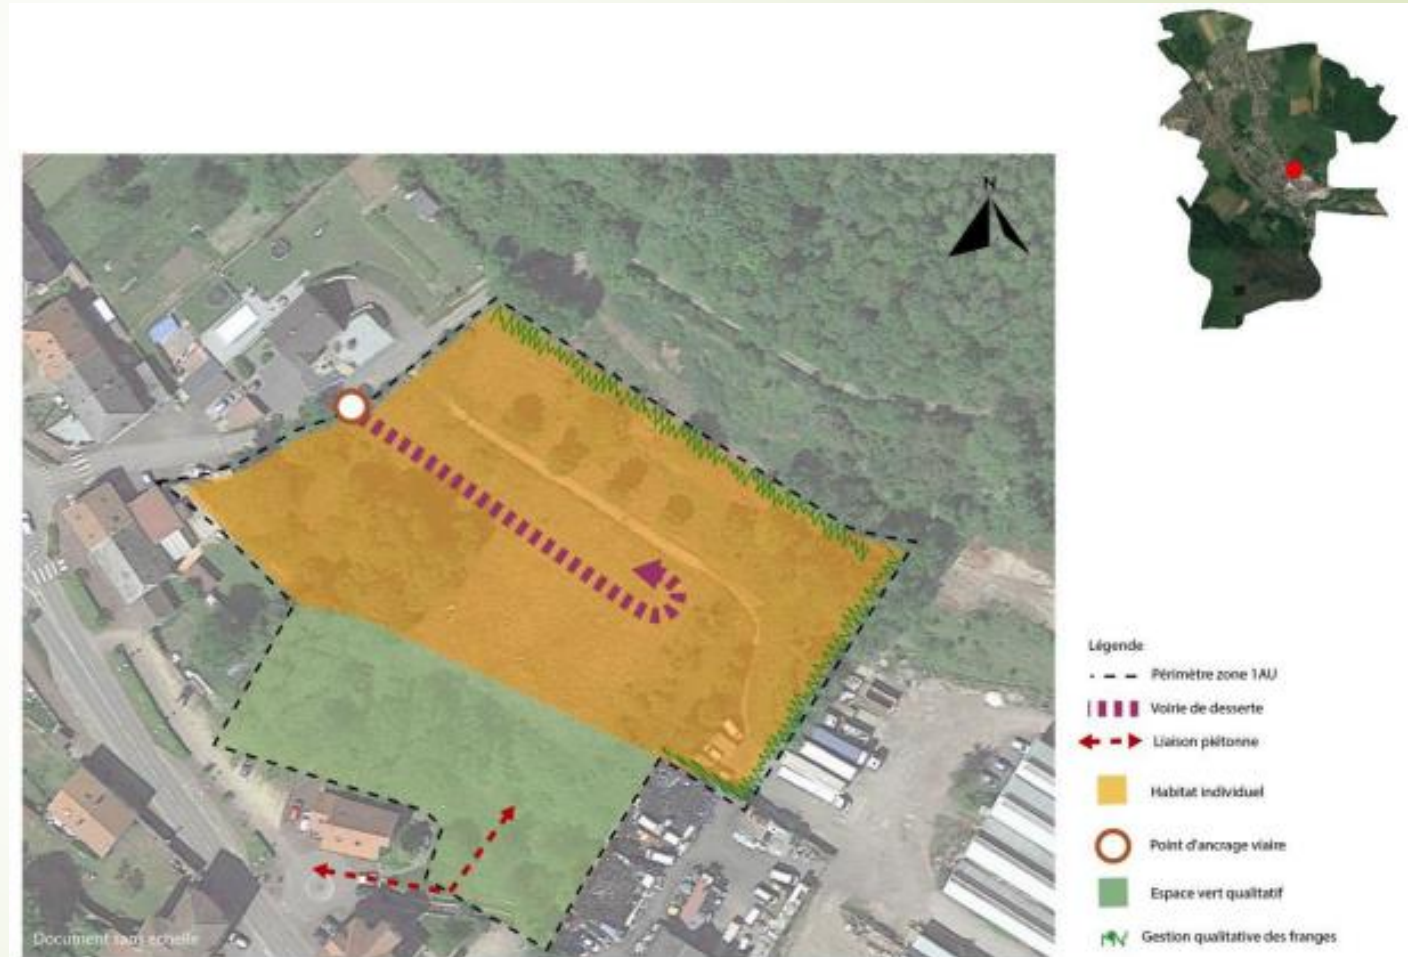 N
Légende
Périmètre zone 1AU
Voirie de desserte
Liaison piétonne
Habitat individuel
Point d'ancrage viaire
Espace vert qualitatif
Gestion qualitative des franges
Document sans echelle